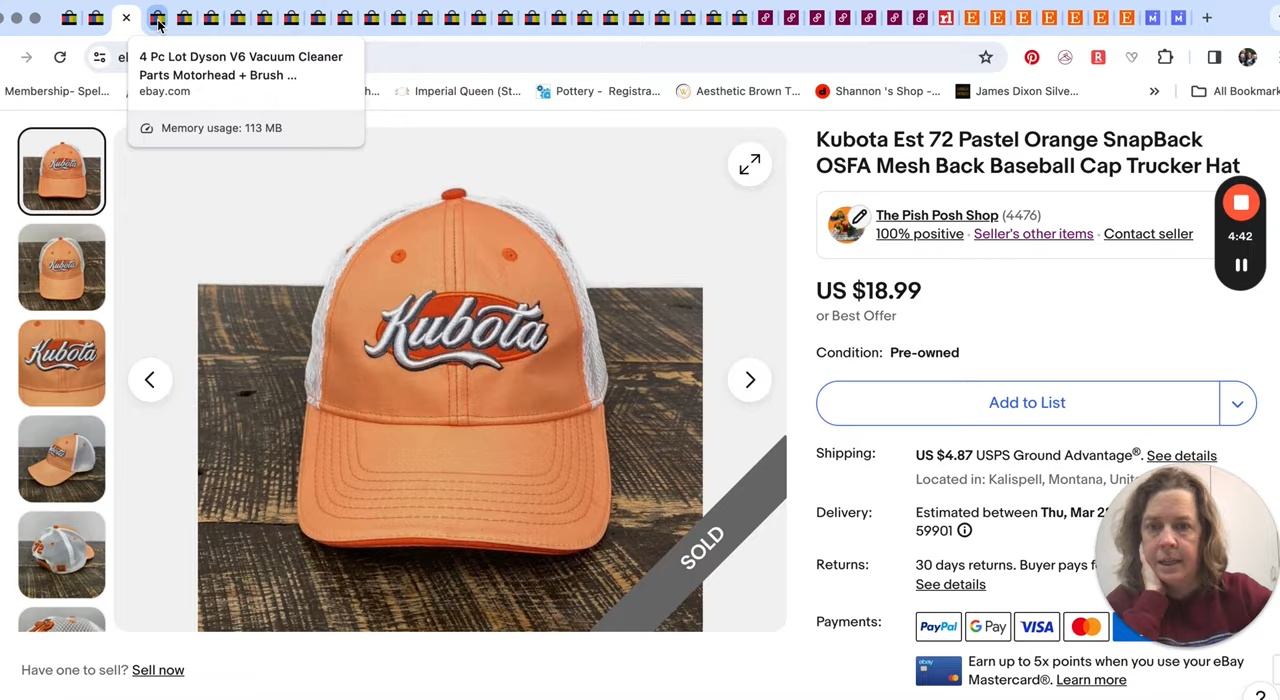 4 Pc Lot Dyson V6 Vacuum Cleaner
Parts Motorhead + Brush ...
ebay.com
Memory usage: 113 MB
Membership- Spel...
Imperial Queen (St...
Pottery - Registra...
Aesthetic Brown T...
Shannon 's Shop -...
James Dixon Silve...
»
All Bookmark
Kubota
SOLD
Kubota Est 72 Pastel Orange SnapBack
OSFA Mesh Back Baseball Cap Trucker Hat
The Pish Posh Shop (4476)
100% positive · Seller's other items · Contact seller
4:42
US $18.99
or Best Offer
Condition: Pre-owned
Add to List
Shipping: US $4.87 USPS Ground Advantage®. See details
Located in: Kalispell, Montana, Unit
Delivery: Estimated between Thu, Mar 2
59901
Returns: 30 days returns. Buyer pays f
See details
Payments: PayPal G Pay VISA
ebay
Earn up to 5x points when you use your eBay
Mastercard®. Learn more
Have one to sell? Sell now
?